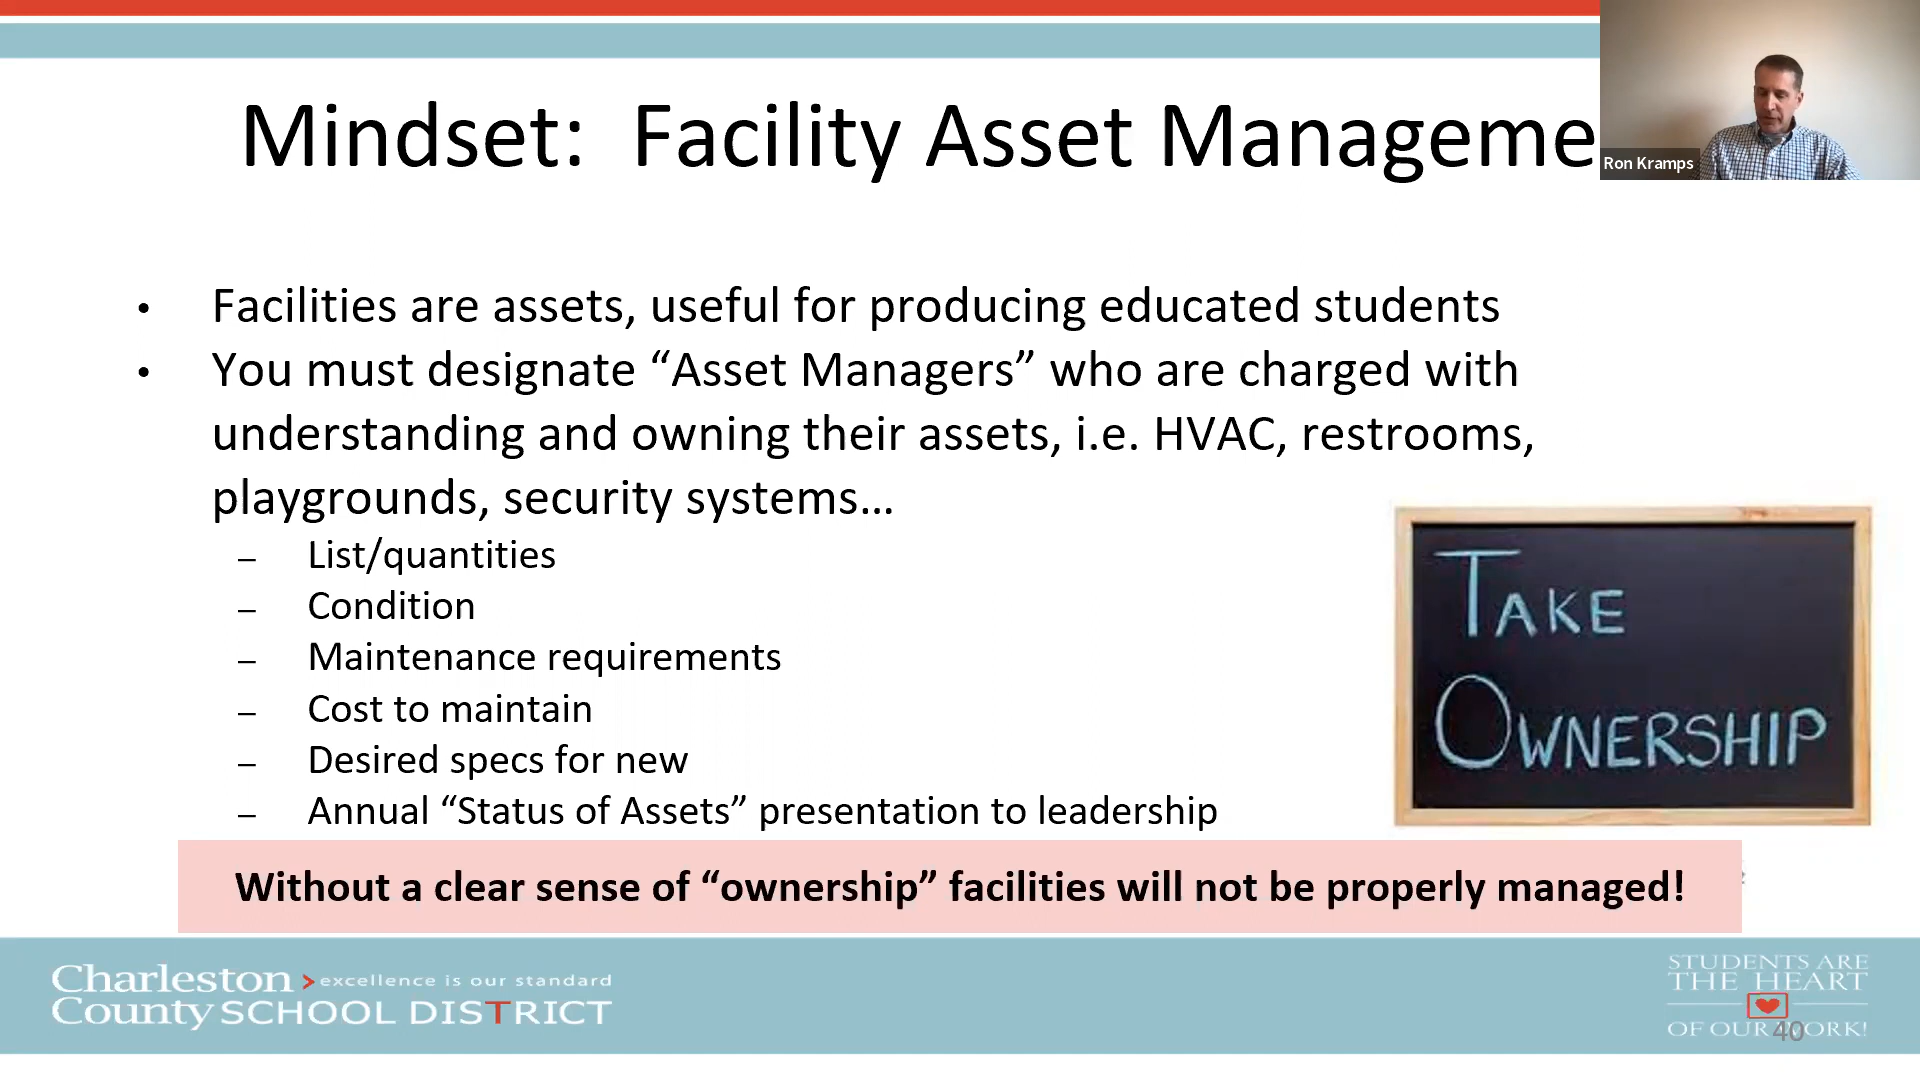 Mindset:  Facility Asset Manageme
Ron Kramps
• Facilities are assets, useful for producing educated students
• You must designate “Asset Managers” who are charged with
understanding and owning their assets, i.e. HVAC, restrooms,
playgrounds, security systems…
– List/quantities
– Condition
– Maintenance requirements
– Cost to maintain
– Desired specs for new
– Annual “Status of Assets” presentation to leadership
TAKE
OWNERSHIP
Without a clear sense of “ownership” facilities will not be properly managed!
Charleston > excellence is our standard
County SCHOOL DISTRICT
STUDENTS ARE
THE HEART
OF OUR WORK!
40